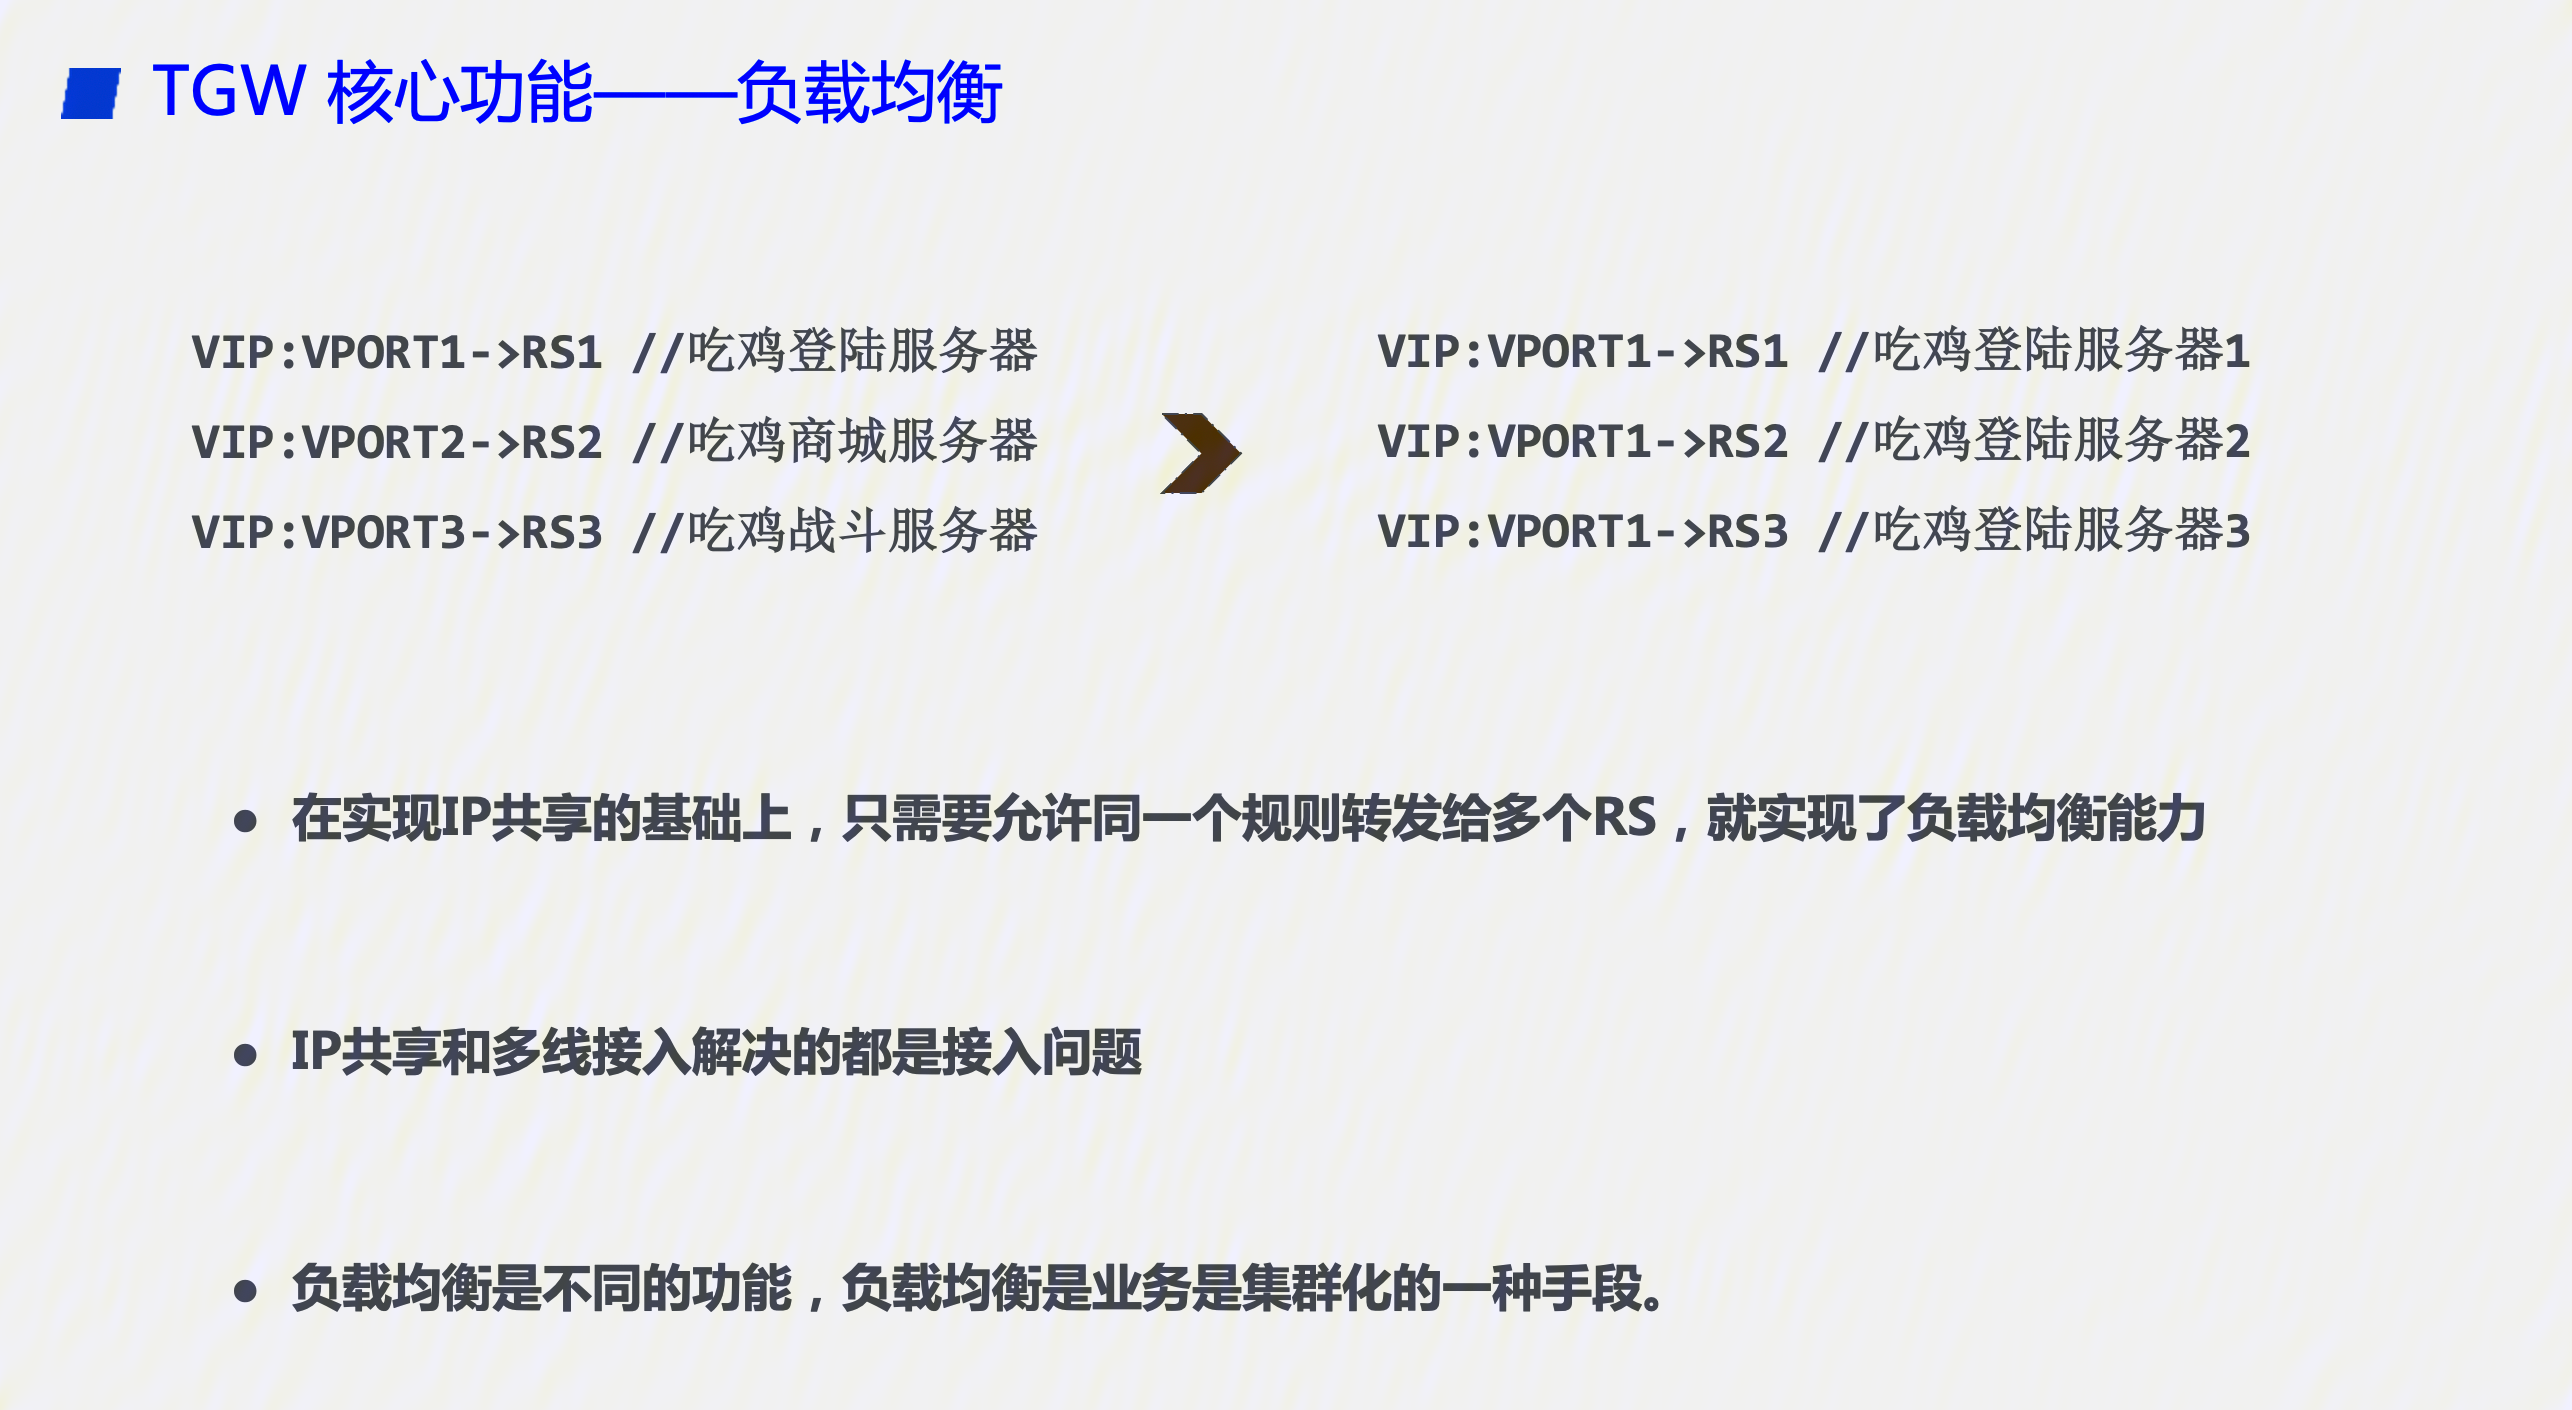 TGW 核心功能——负载均衡
VIP:VPORT1->RS1 //吃鸡登陆服务器
VIP:VPORT2->RS2 //吃鸡商城服务器
VIP:VPORT3->RS3 //吃鸡战斗服务器
VIP:VPORT1->RS1 //吃鸡登陆服务器1
VIP:VPORT1->RS2 //吃鸡登陆服务器2
VIP:VPORT1->RS3 //吃鸡登陆服务器3
● 在实现IP共享的基础上，只需要允许同一个规则转发给多个RS，就实现了负载均衡能力
● IP共享和多线接入解决的都是接入问题
● 负载均衡是不同的功能，负载均衡是业务是集群化的一种手段。